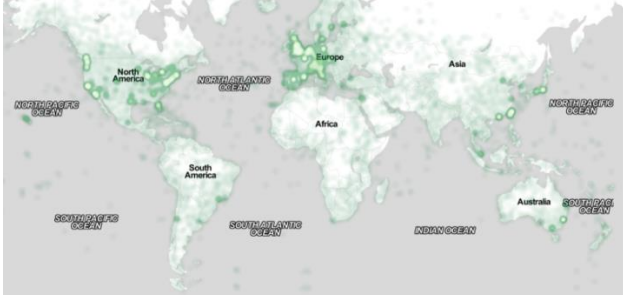 Europe
Asia
North
America
NORTH ATLANTIC
OCEAN
NORTH PACIFIC
OCEAN
NORTH PACIFIC
OCEAN
Africa
South
America
Australia
SOUTH PACI
OCEAN
SOUTH PACIFIC
OCEAN
SOUTH ATLANTIC
OCEAN
INDIAN OCEAN